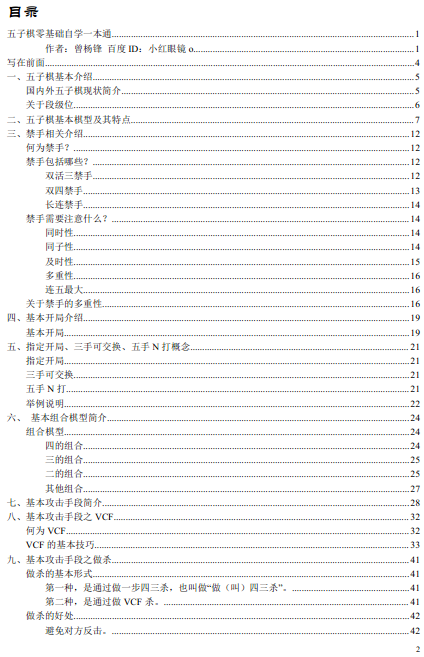 目录
五子棋零基础自学一本通........1
作者：曾杨锋 百度 ID：小红眼镜 o........1
写在前面........4
一、五子棋基本介绍........5
国内外五子棋现状简介........5
关于段级位........6
二、五子棋基本棋型及其特点........7
三、禁手相关介绍........12
何为禁手？........12
禁手包括哪些？........12
双活三禁手........12
双四禁手........13
长连禁手........14
禁手需要注意什么？........14
同时性........14
同子性........14
及时性........15
多重性........16
连五最大........16
关于禁手的多重性........16
四、基本开局介绍........19
基本开局........19
五、指定开局、三手可交换、五手 N 打概念........21
指定开局........21
三手可交换........21
五手 N 打........21
举例说明........22
六、 基本组合棋型简介........24
组合棋型........24
四的组合........24
三的组合........25
二的组合........25
其他组合........27
七、基本攻击手段简介........28
八、基本攻击手段之 VCF........32
何为 VCF........32
VCF 的基本技巧........33
九、基本攻击手段之做杀........41
做杀的基本形式........41
第一种，是通过做一步四三杀，也叫做“做（叫）四三杀”。........41
第二种，是通过做 VCF 杀。........41
做杀的好处........42
避免对方反击。........42
2